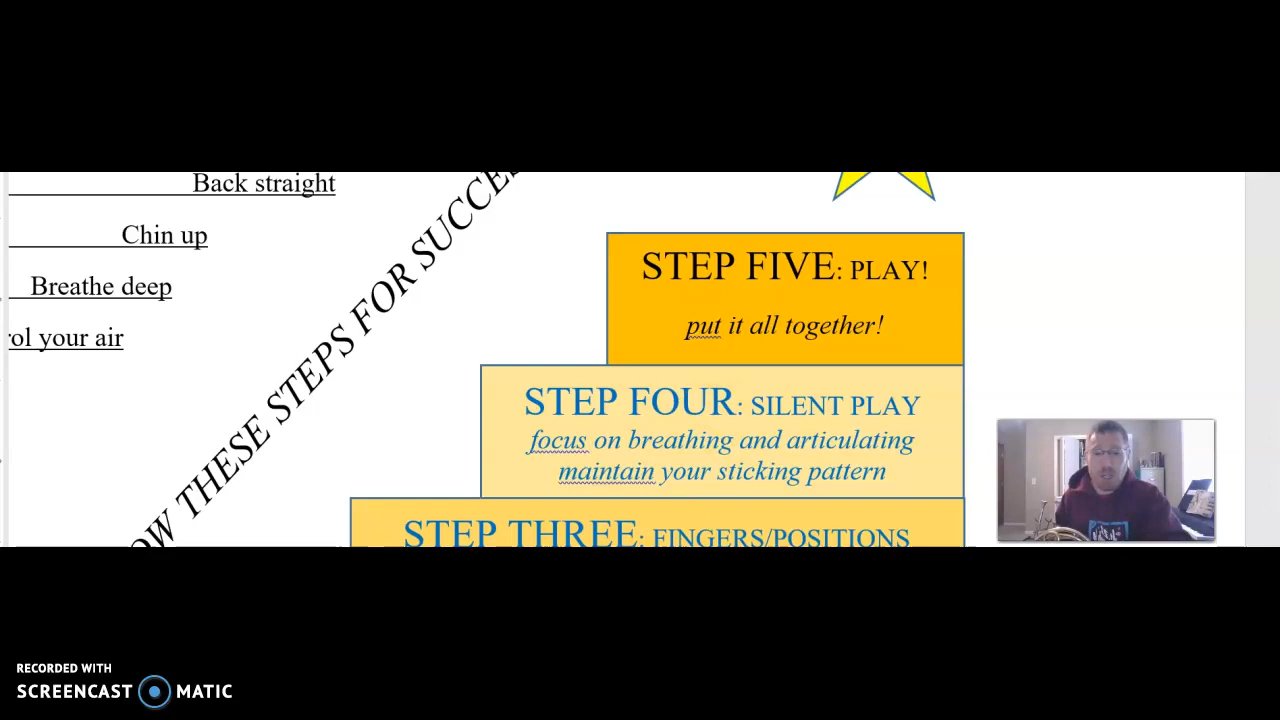 Back straight
Chin up
Breathe deep
rol your air
OW THESE STEPS FOR SUCCES
STEP FIVE: PLAY!
put it all together!
STEP FOUR: SILENT PLAY
focus on breathing and articulating
maintain your sticking pattern
STEP THREE: FINGERS/POSITIONS
RECORDED WITH
SCREENCAST MATIC